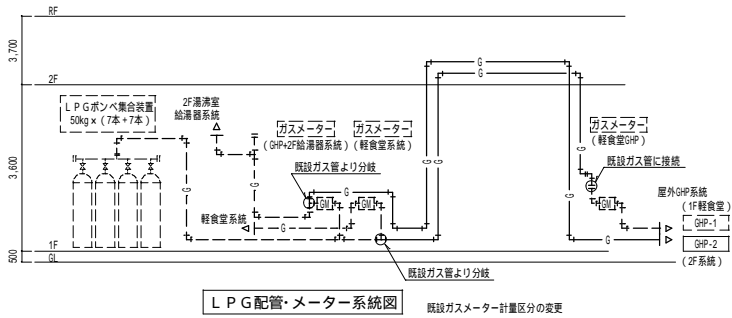 RF
3,700
2F
LPGボンベ集合装置
50kg×(7本+7本)
2F湯沸室
給湯器系統
ガスメーター
(GHP+2F給湯器系統)
ガスメーター
(軽食堂系統)
ガスメーター
(軽食堂GHP)
既設ガス管より分岐
既設ガス管に接続
3,600
G
G
G
G
G
G
G
G
G
G
G
GM
GM
GM
軽食堂系統
屋外GHP系統
(1F軽食堂)
GHP-1
GHP-2
(2F系統)
1F
500
GL
既設ガス管より分岐
LPG配管・メーター系統図
既設ガスメーター計量区分の変更